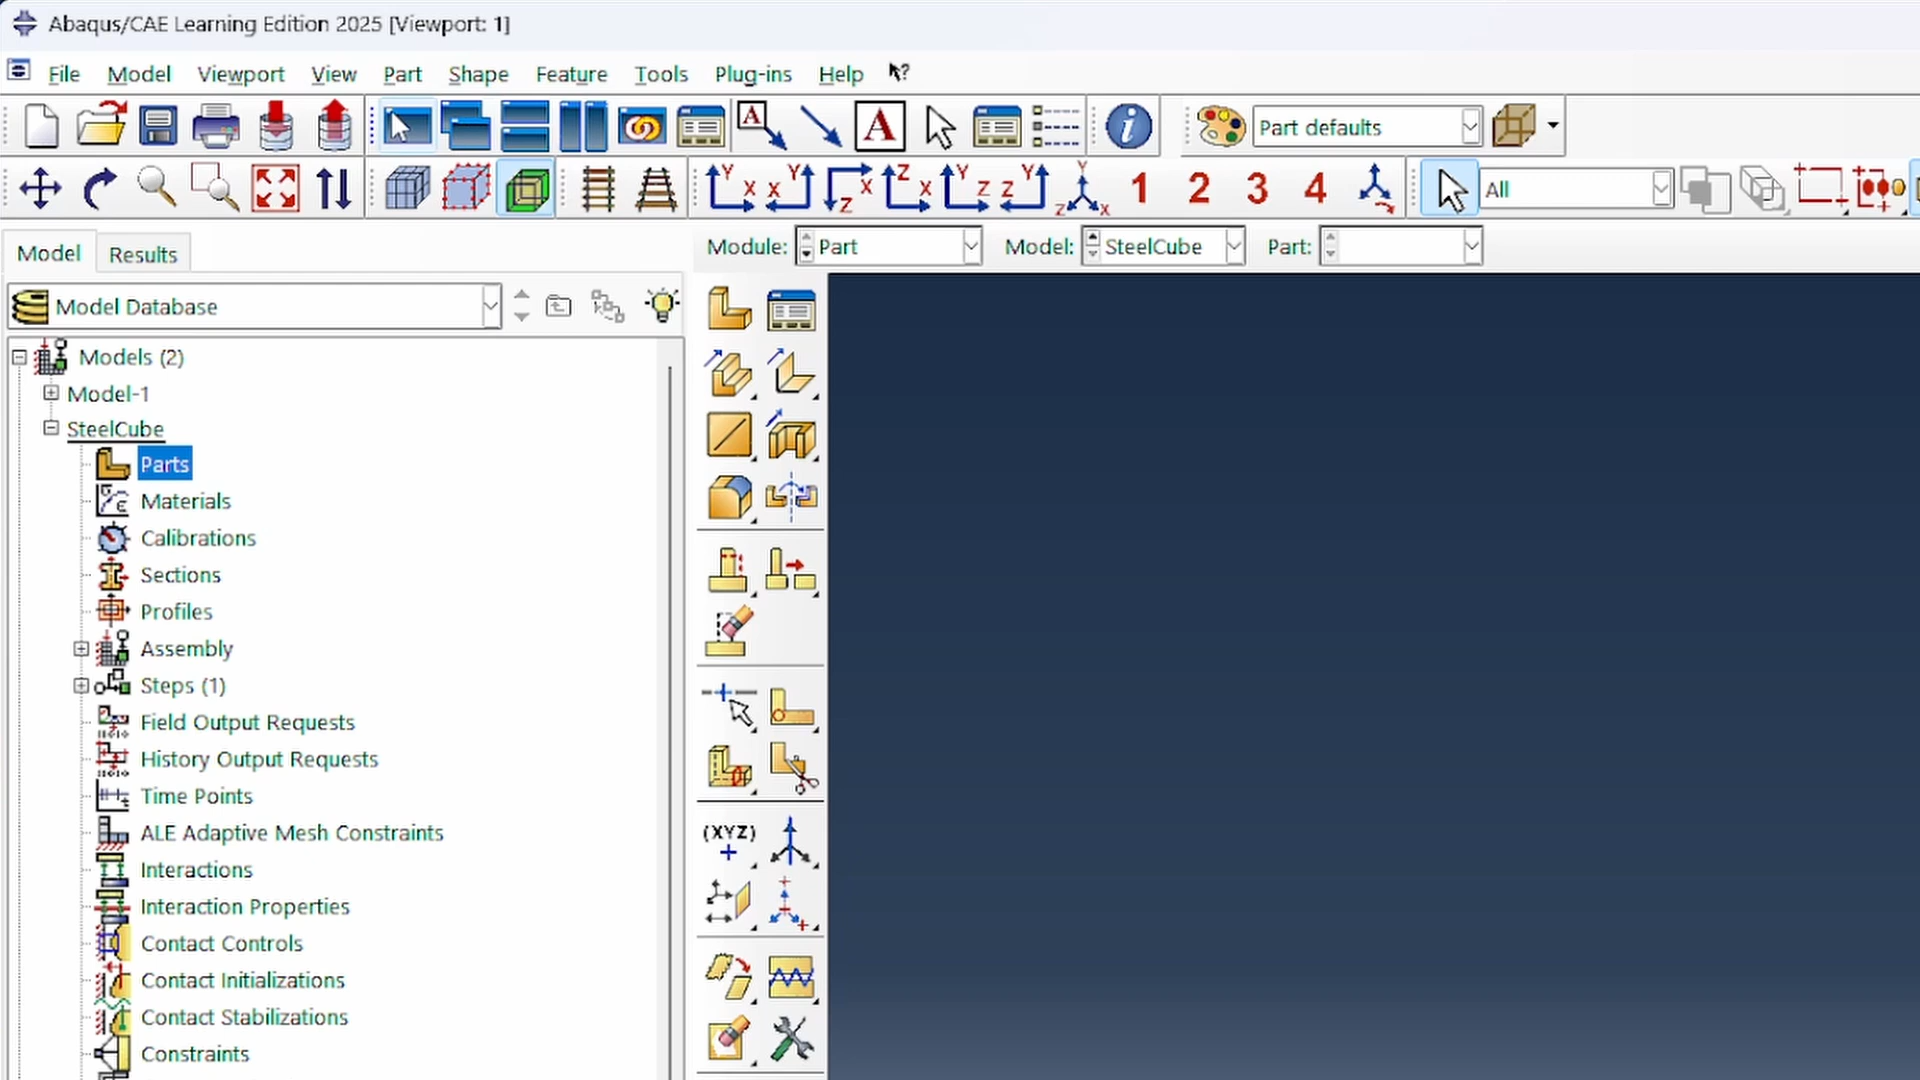 Abaqus/CAE Learning Edition 2025 [Viewport: 1]
File Model Viewport View Part Shape Feature Tools Plug-ins Help ?
A A i Part defaults
Y X X Y X Z Z X Y Z Z Y Y Z X 1 2 3 4 All
Model Results Module: Part Model: SteelCube Part:
Model Database
Models (2)
Model-1
SteelCube
Parts
Materials
Calibrations
Sections
Profiles
Assembly
Steps (1)
Field Output Requests
History Output Requests
Time Points
ALE Adaptive Mesh Constraints
(XYZ)
Interactions
Interaction Properties
Contact Controls
Contact Initializations
Contact Stabilizations
Constraints